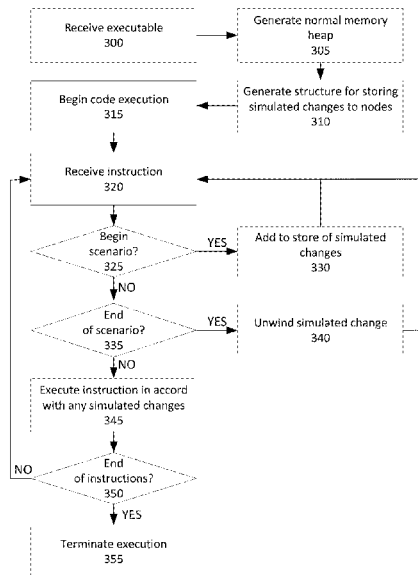 Receive executable
300
Generate normal memory
heap
305
Begin code execution
315
Generate structure for storing
simulated changes to nodes
310
Receive instruction
320
Begin
scenario?
325
YES
Add to store of simulated
changes
330
NO
End
of scenario?
335
YES
Unwind simulated change
340
NO
Execute instruction in accord
with any simulated changes
345
NO
End
of instructions?
350
YES
Terminate execution
355